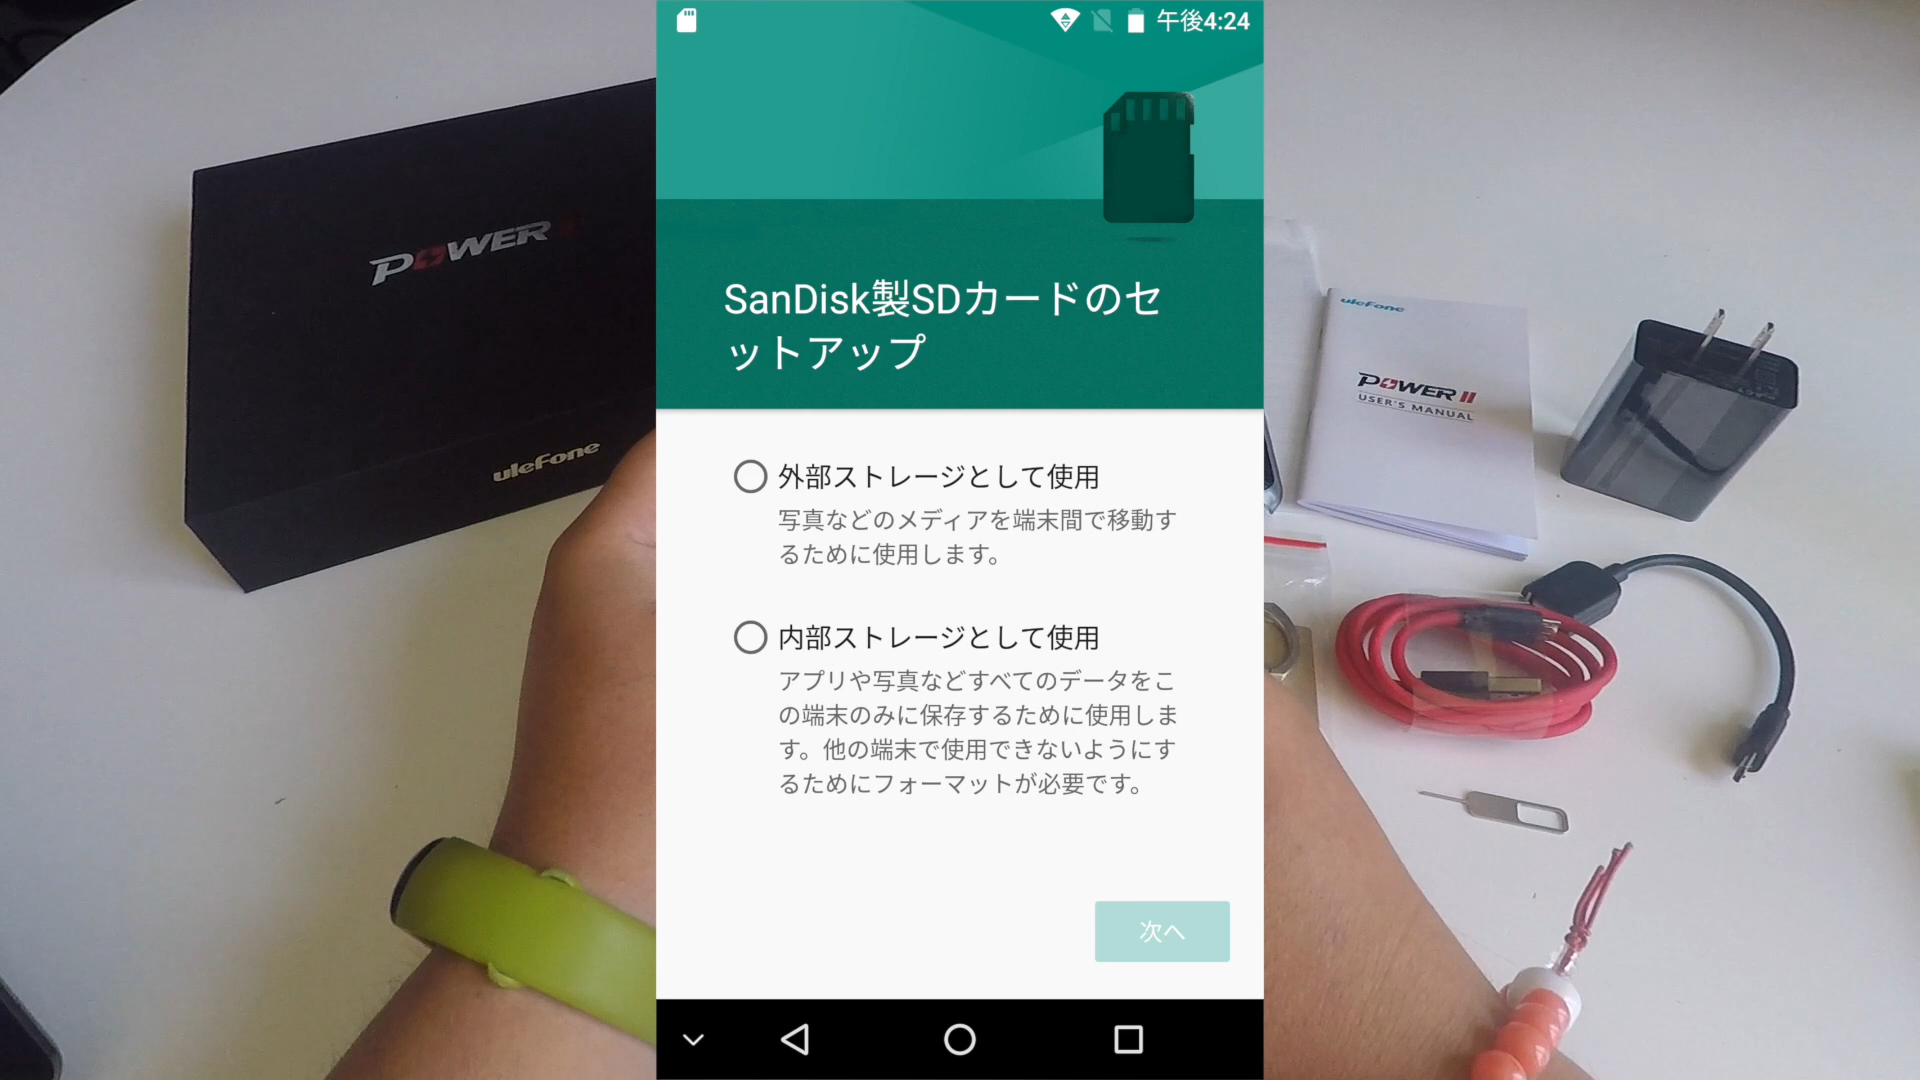 午後4:24
SanDisk製SDカードのセ
ットアップ
外部ストレージとして使用
写真などのメディアを端末間で移動す
るために使用します。
内部ストレージとして使用
アプリや写真などすべてのデータをこ
の端末のみに保存するために使用しま
す。他の端末で使用できないようにす
るためにフォーマットが必要です。
次へ
POWER
ulefone
ulefone
POWER II
USER'S MANUAL